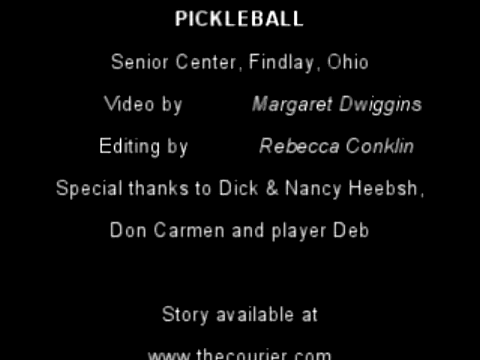 PICKLEBALL
Senior Center, Findlay, Ohio
Video by Margaret Dwiggins
Editing by Rebecca Conklin
Special thanks to Dick & Nancy Heebsh,
Don Carmen and player Deb
Story available at
www.thecourier.com